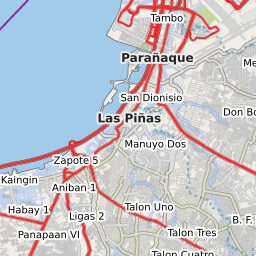 Tambo
Parañaque
Me
San Dionisio
Don Bo
Las Piñas
Manuyo Dos
Zapote 5
Kaingin
Aniban 1
Habay 1
Ligas 2
Talon Uno
B. F.
Panapaan VI
Talon Tres
Talon Cuatro